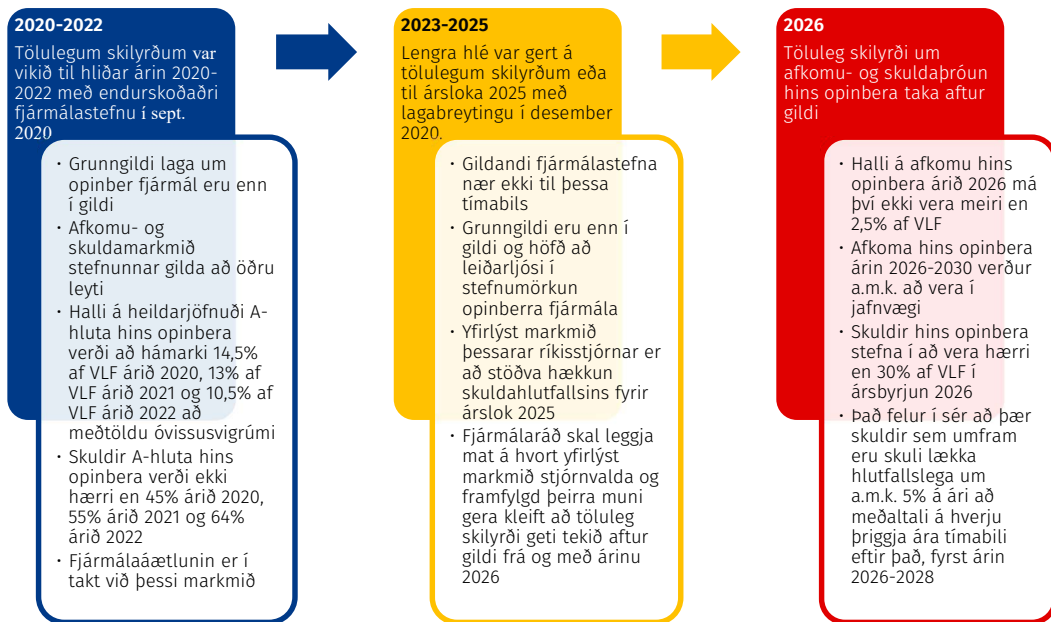 2020-2022
Tölulegum skilyrðum var
vikið til hliðar árin 2020-
2022 með endurskoðaðri
fjármálastefnu í sept.
2020
· Grunngildi laga um
opinber fjármál eru enn
í gildi
· Afkomu- og
skuldamarkmið
stefnunnar gilda að öðru
leyti
· Halli á heildarjöfnuði A-
hluta hins opinbera
verði að hámarki 14,5%
af VLF árið 2020, 13% af
VLF árið 2021 og 10,5% af
VLF árið 2022 að
meðtöldu óvissusvigrúmi
· Skuldir A-hluta hins
opinbera verði ekki
hærri en 45% árið 2020,
55% árið 2021 og 64%
árið 2022
· Fjármálaáætlunin er í
takt við þessi markmið
2023-2025
Lengra hlé var gert á
tölulegum skilyrðum eða
til ársloka 2025 með
lagabreytingu í desember
2020.
· Gildandi fjármálastefna
nær ekki til þessa
tímabils
· Grunngildi eru enn í
gildi og höfð að
leiðarljósi í
stefnumörkun
opinberra fjármála
· Yfirlýst markmið
þessarar ríkisstjórnar er
að stöðva hækkun
skuldahlutfallsins fyrir
árslok 2025
· Fjármálaráð skal leggja
mat á hvort yfirlýst
markmið stjórnvalda og
framfylgd þeirra muni
gera kleift að töluleg
skilyrði geti tekið aftur
gildi frá og með árinu
2026
2026
Töluleg skilyrði um
afkomu- og skuldaþróun
hins opinbera taka aftur
gildi
· Halli á afkomu hins
opinbera árið 2026 má
því ekki vera meiri en
2,5% af VLF
· Afkoma hins opinbera
árin 2026-2030 verður
a.m.k. að vera í
jafnvægi
· Skuldir hins opinbera
stefna í að vera hærri
en 30% af VLF í
ársbyrjun 2026
· Það felur í sér að þær
skuldir sem umfram
eru skuli lækka
hlutfallslega um
a.m.k. 5% á ári að
meðaltali á hverju
þriggja ára tímabili
eftir það, fyrst árin
2026-2028